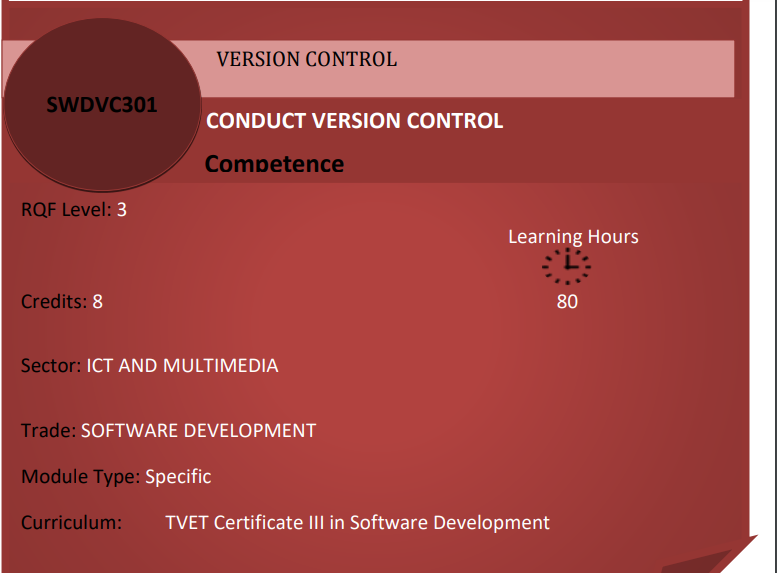 VERSION CONTROL
SWDVC301
CONDUCT VERSION CONTROL
Competence
RQF Level: 3
Learning Hours
Credits: 8
80
Sector: ICT AND MULTIMEDIA
Trade: SOFTWARE DEVELOPMENT
Module Type: Specific
Curriculum: TVET Certificate III in Software Development